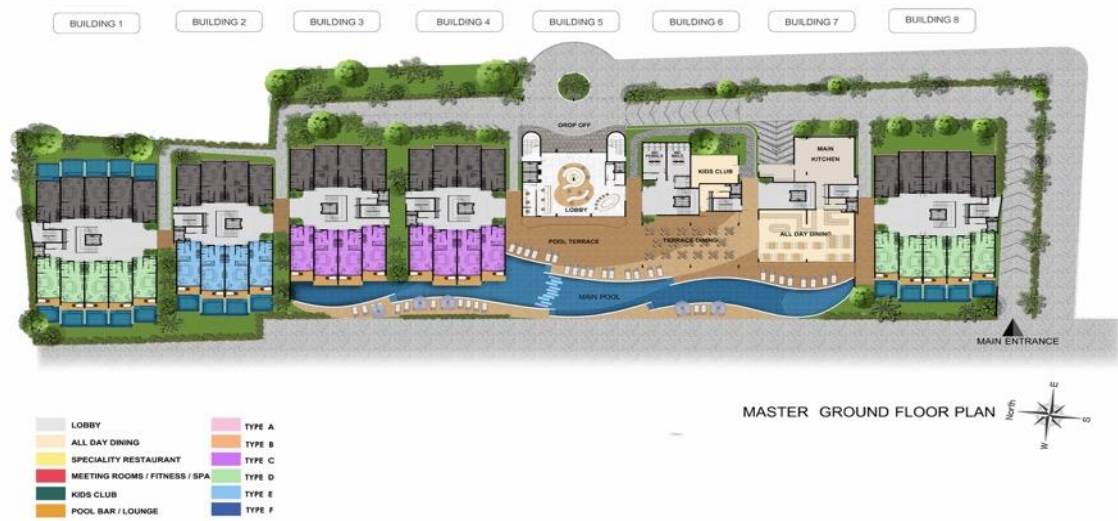 BUILDING 1
BUILDING 2
BUILDING 3
BUILDING 4
BUILDING 5
BUILDING 6
BUILDING 7
BUILDING 8
DROP OFF
MAIN
KITCHEN
KIDS CLUB
LOBBY
POOL TERRACE
TERRACE DINING
ALL DAY DINING
MAIN POOL
MAIN ENTRANCE
MASTER GROUND FLOOR PLAN
North
E
S
W
LOBBY
ALL DAY DINING
SPECIALITY RESTAURANT
MEETING ROOMS / FITNESS / SPA
KIDS CLUB
POOL BAR / LOUNGE
TYPE A
TYPE B
TYPE C
TYPE D
TYPE E
TYPE F